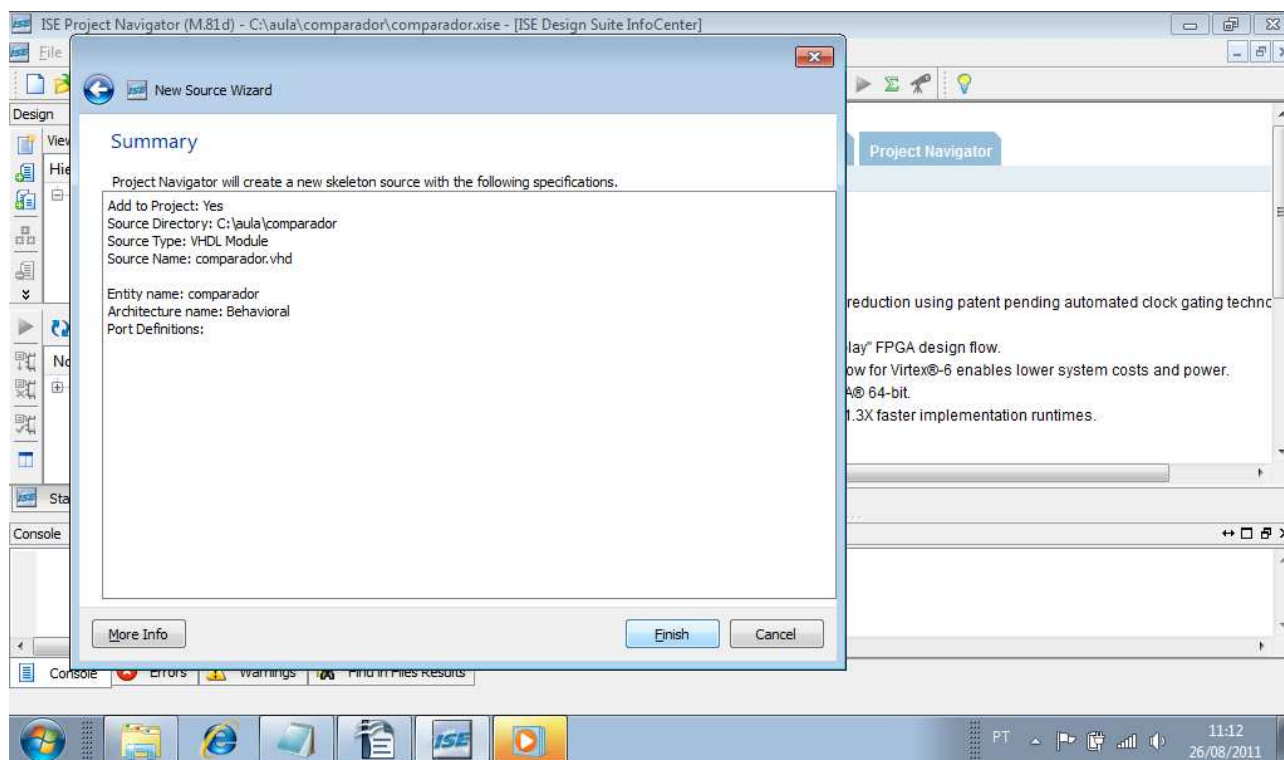 ISE Project Navigator (M.81d) - C:\aula\comparador\comparador.xise - [ISE Design Suite InfoCenter]
File
New Source Wizard
Design
View
Summary
Project Navigator
Project Navigator will create a new skeleton source with the following specifications.
Add to Project: Yes
Source Directory: C:\aula\comparador
Source Type: VHDL Module
Source Name: comparador.vhd
Entity name: comparador
Architecture name: Behavioral
Port Definitions:
reduction using patent pending automated clock gating techno
lay" FPGA design flow.
ow for Virtex®-6 enables lower system costs and power.
A® 64-bit.
1.3X faster implementation runtimes.
Hie
No
Sta
Console
More Info
Finish
Cancel
Console
Errors
Warnings
Find in Files Results
ISE
PT
11:12
26/08/2011